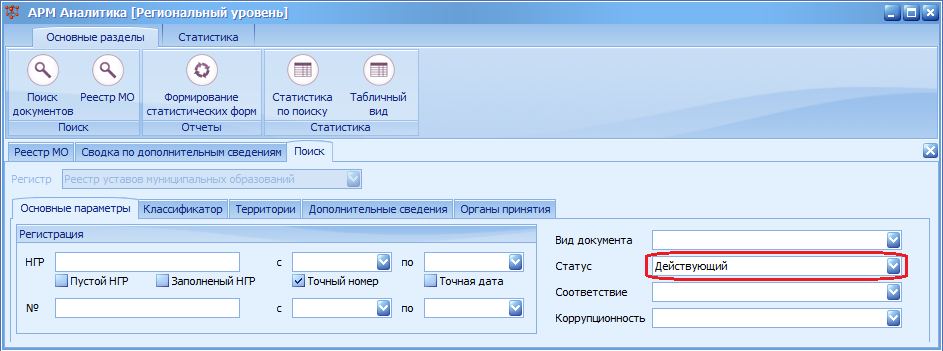 АРМ Аналитика [Региональный уровень]
Основные разделы Статистика
Поиск документов Реестр МО Формирование статистических форм Статистика по поиску Табличный вид
Поиск Отчеты Статистика
Реестр МО Сводка по дополнительным сведениям Поиск
Регистр Реестр уставов муниципальных образований
Основные параметры Классификатор Территории Дополнительные сведения Органы принятия
Регистрация
Вид документа
НГР с по
Статус Действующий
Пустой НГР Заполненый НГР Точный номер Точная дата
Соответствие
№ с по
Коррупционность